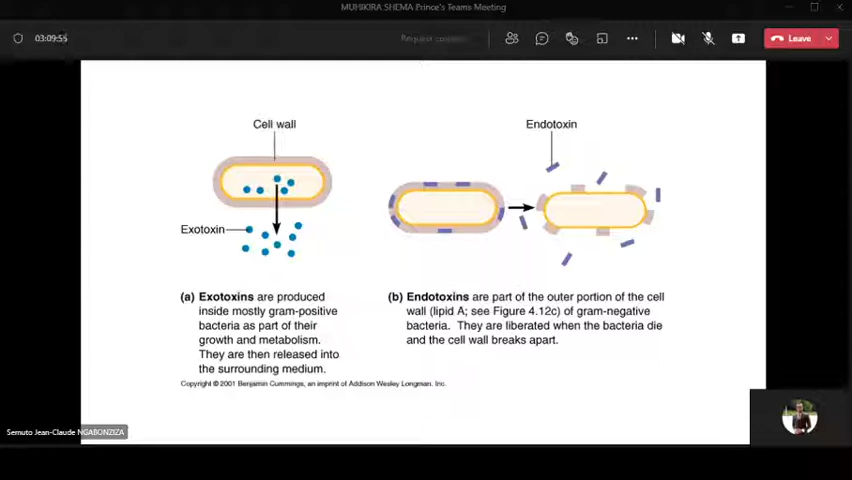 MUHIKIRA SHEMA Prince's Teams Meeting
03:09:55
Request
Leave
Cell wall
Endotoxin
Exotoxin
(a) Exotoxins are produced
inside mostly gram-positive
bacteria as part of their
growth and metabolism.
They are then released into
the surrounding medium.
(b) Endotoxins are part of the outer portion of the cell
wall (lipid A; see Figure 4.12c) of gram-negative
bacteria. They are liberated when the bacteria die
and the cell wall breaks apart.
Copyright © 2001 Benjamin Cummings, an imprint of Addison Wesley Longman, Inc.
Semuto Jean-Claude NGABONZIZA